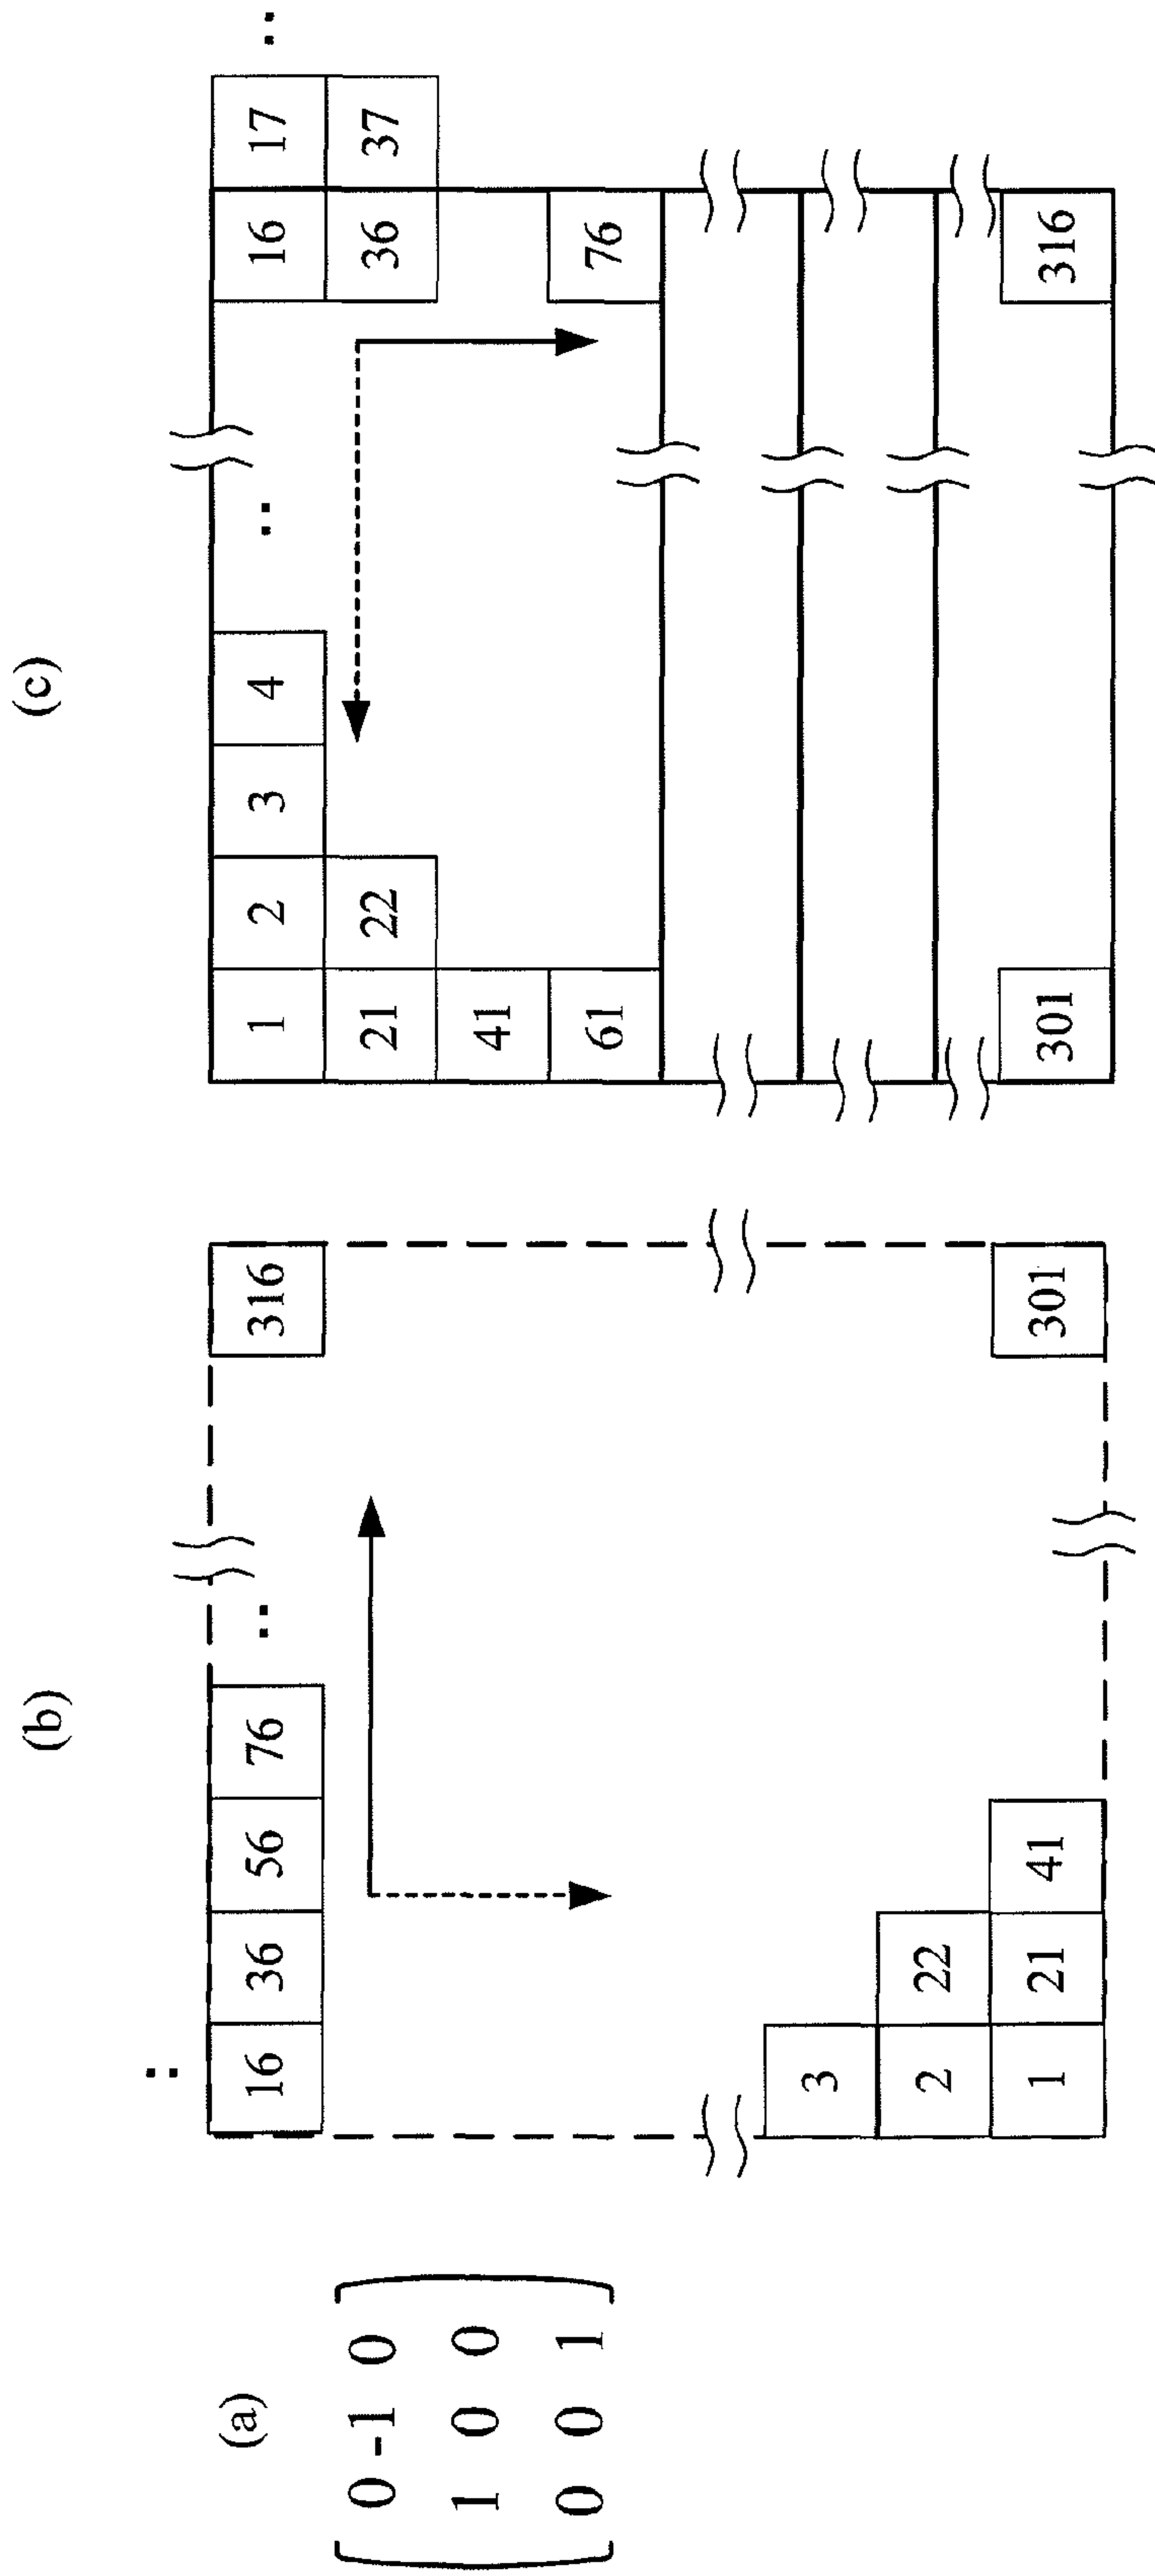 (a)
0 -1 0
1 0 0
0 0 1
(b)
16 36 56 76 ‥ 316
:
3
2 22
1 21 41 301
(c)
1 2 3 4 ‥ 16 17 ‥
21 22 36 37
41
61 76
301 316